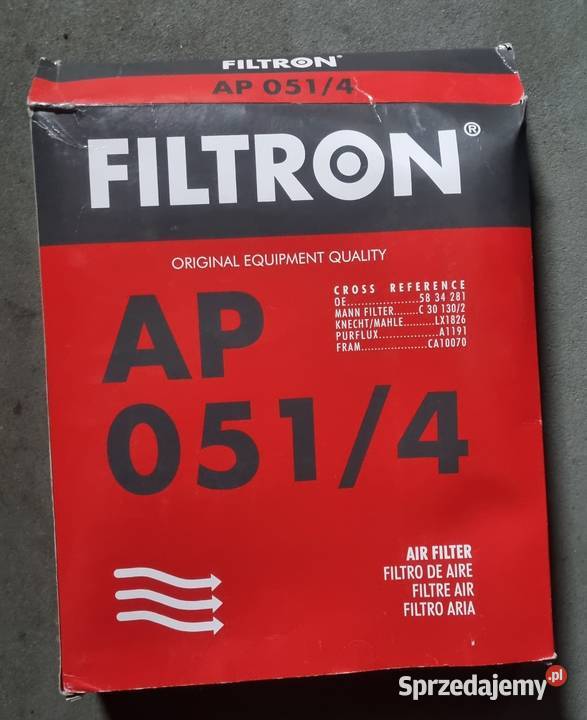 FILTRON®
AP 051/4
FILTRON®
ORIGINAL EQUIPMENT QUALITY
CROSS REFERENCE
OE....................58 34 281
MANN FILTER.......C 30 130/2
KNECHT/MAHLE..........LX1826
PURFLUX.................A1191
FRAM...................CA10070
AP
051/4
AIR FILTER
FILTRO DE AIRE
FILTRE AIR
FILTRO ARIA
Sprzedajemy.pl